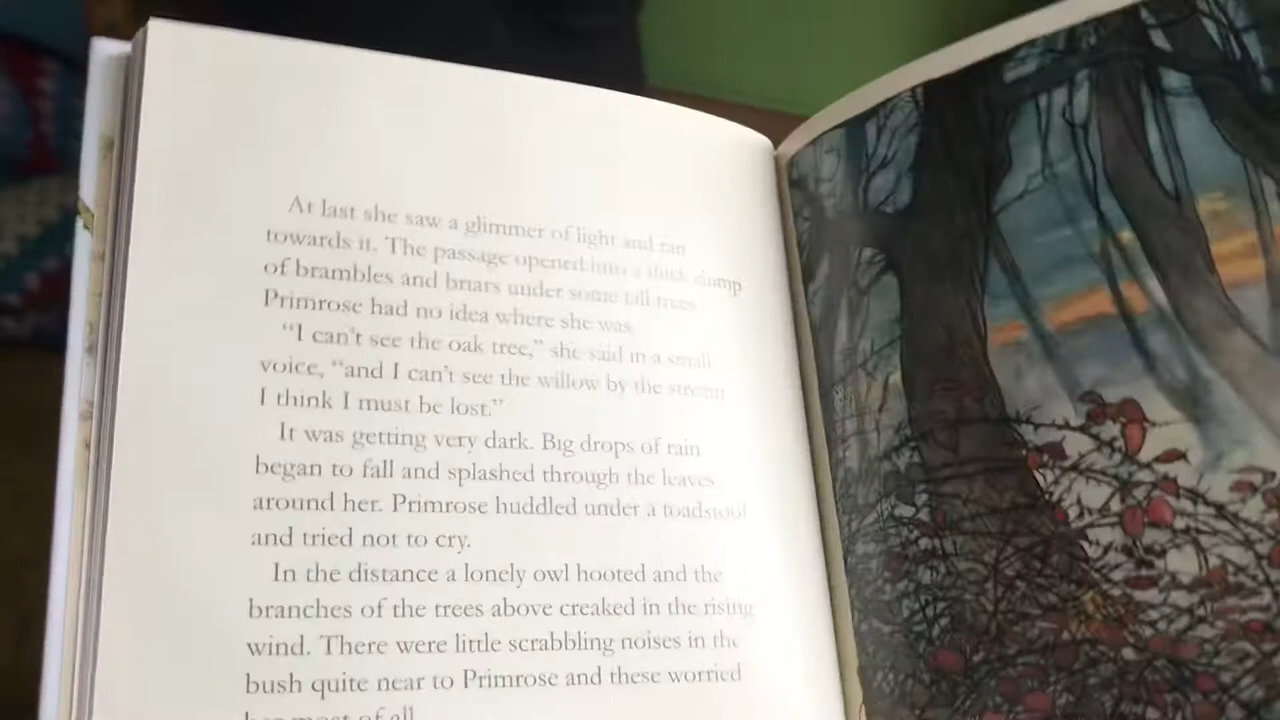 At last she saw a glimmer of light and ran
towards it. The passage opened into a thick clump
of brambles and briars under some tall trees.
Primrose had no idea where she was.
“I can’t see the oak tree,” she said in a small
voice, “and I can’t see the willow by the stream.
I think I must be lost.”
It was getting very dark. Big drops of rain
began to fall and splashed through the leaves
around her. Primrose huddled under a toadstool
and tried not to cry.
In the distance a lonely owl hooted and the
branches of the trees above creaked in the rising
wind. There were little scrabbling noises in the
bush quite near to Primrose and these worried
her most of all.